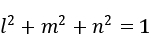 l² + m² + n² = 1